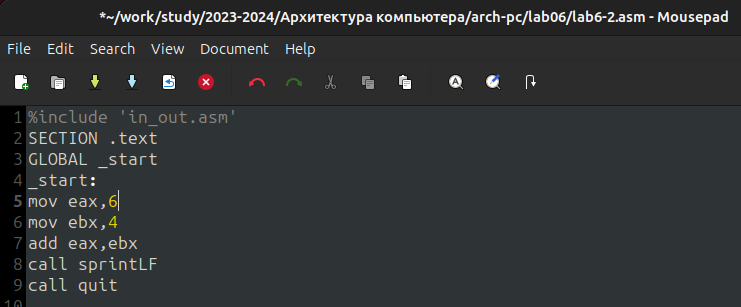 *~/work/study/2023-2024/Архитектура компьютера/arch-pc/lab06/lab6-2.asm - Mousepad
File Edit Search View Document Help
1 %include 'in_out.asm'
2 SECTION .text
3 GLOBAL _start
4 _start:
5 mov eax,6
6 mov ebx,4
7 add eax,ebx
8 call sprintLF
9 call quit
10